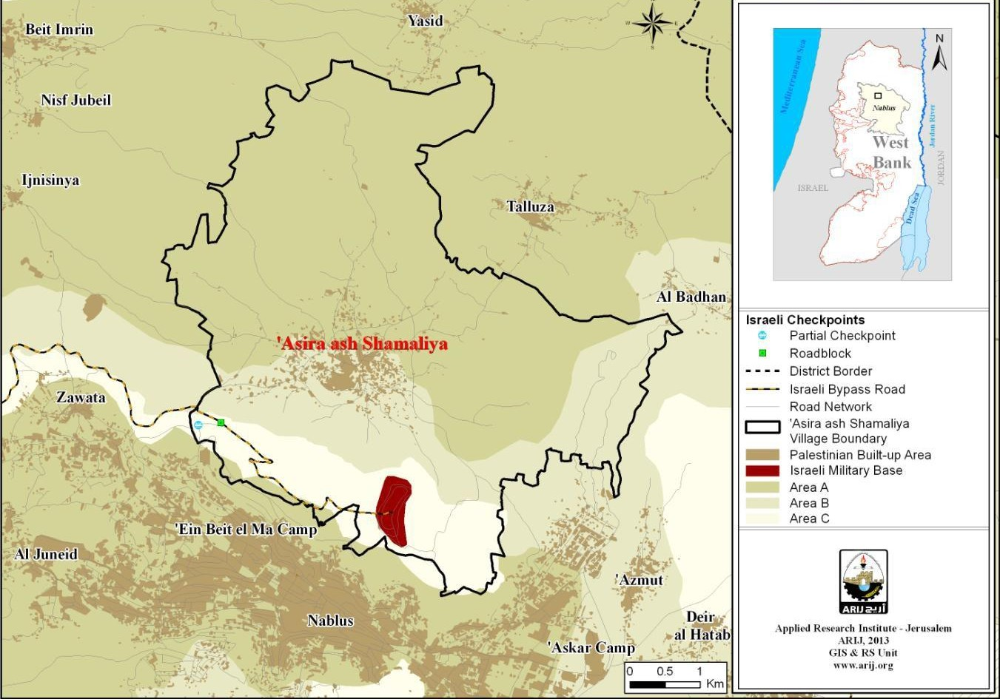 Beit Imrin
Yasid
W
E
S
Nisf Jubeil
Ijnisinya
Talluza
Al Badhan
'Asira ash Shamaliya
Zawata
'Ein Beit el Ma Camp
Al Juneid
'Azmut
Nablus
Deir
al Hatab
'Askar Camp
0 0.5 1
Km
N
Mediterranean Sea
Nablus
Jordan River
West
Bank
JORDAN
ISRAEL
Dead Sea
Israeli Checkpoints
Partial Checkpoint
Roadblock
District Border
Israeli Bypass Road
Road Network
'Asira ash Shamaliya
Village Boundary
Palestinian Built-up Area
Israeli Military Base
Area A
Area B
Area C
ARIJ أريج
Applied Research Institute - Jerusalem
ARIJ, 2013
GIS & RS Unit
www.arij.org